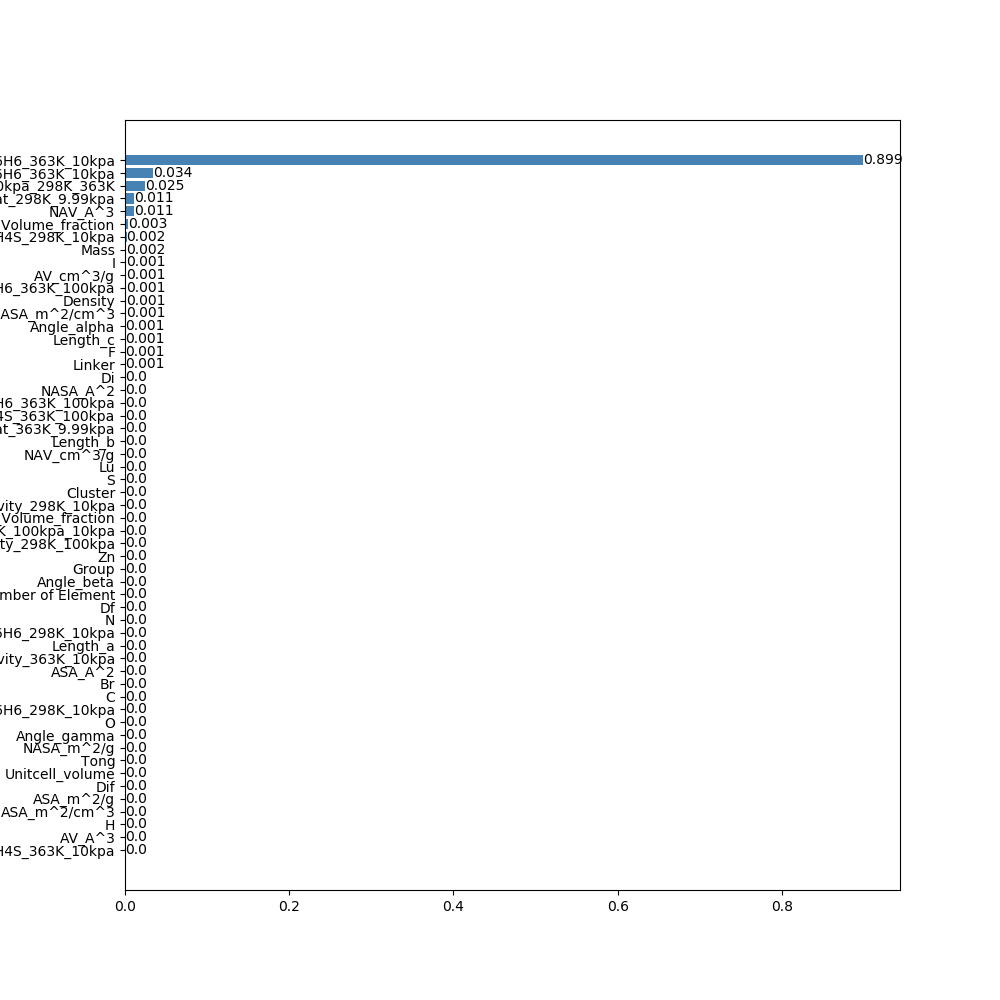 6H6_363K_10kpa 0.899
6H6_363K_10kpa 0.034
0kpa_298K_363K 0.025
at_298K_9.99kpa 0.011
NAV_A^3 0.011
Volume_fraction 0.003
H4S_298K_10kpa 0.002
Mass 0.002
I 0.001
AV_cm^3/g 0.001
H6_363K_100kpa 0.001
Density 0.001
ASA_m^2/cm^3 0.001
Angle_alpha 0.001
Length_c 0.001
F 0.001
Linker 0.001
Di 0.0
NASA_A^2 0.0
H6_363K_100kpa 0.0
4S_363K_100kpa 0.0
at_363K_9.99kpa 0.0
Length_b 0.0
NAV_cm^3/g 0.0
Lu 0.0
S 0.0
Cluster 0.0
vity_298K_10kpa 0.0
Volume_fraction 0.0
K_100kpa_10kpa 0.0
ty_298K_100kpa 0.0
Zn 0.0
Group 0.0
Angle_beta 0.0
mber of Element 0.0
Df 0.0
N 0.0
6H6_298K_10kpa 0.0
Length_a 0.0
vity_363K_10kpa 0.0
ASA_A^2 0.0
Br 0.0
C 0.0
6H6_298K_10kpa 0.0
O 0.0
Angle_gamma 0.0
NASA_m^2/g 0.0
Tong 0.0
Unitcell_volume 0.0
Dif 0.0
ASA_m^2/g 0.0
ASA_m^2/cm^3 0.0
H 0.0
AV_A^3 0.0
H4S_363K_10kpa 0.0
0.0 0.2 0.4 0.6 0.8